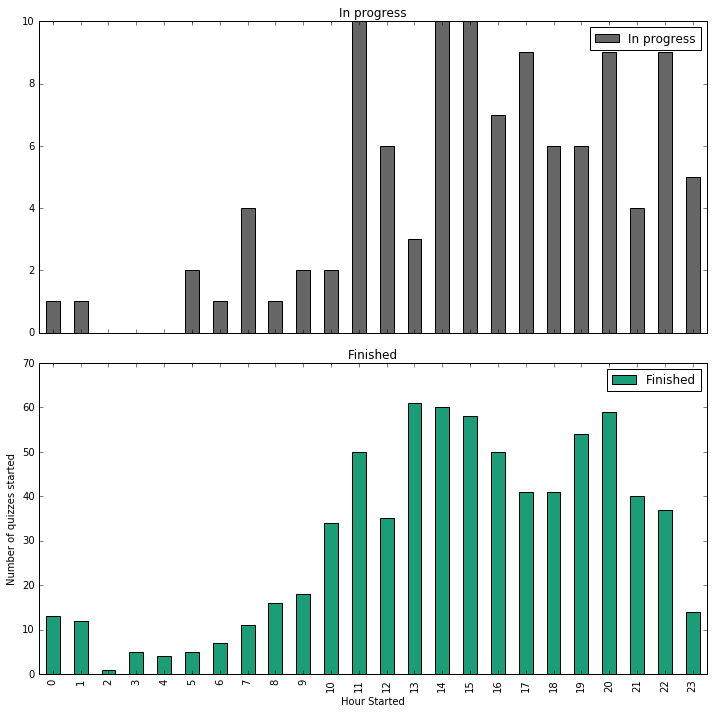 In progress
In progress
10
8
6
4
2
0
Finished
Finished
70
60
50
40
30
20
10
0
Number of quizzes started
0 1 2 3 4 5 6 7 8 9 10 11 12 13 14 15 16 17 18 19 20 21 22 23
Hour Started